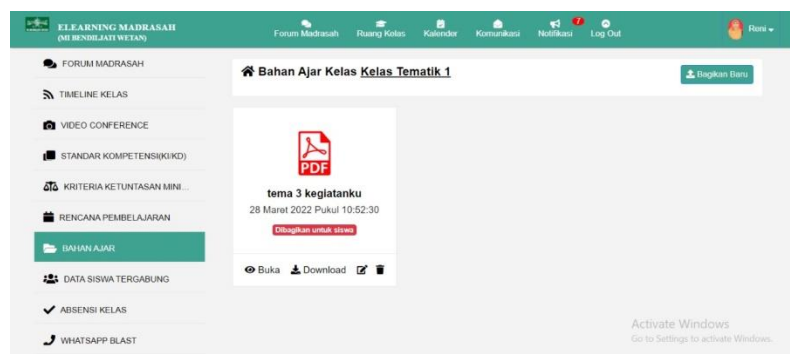 ELEARNING MADRASAH
(MI BENDILJATI WETAN)
Forum Madrasah
Ruang Kelas
Kalender
Komunikasi
7
Notifikasi
Log Out
Roni
FORUM MADRASAH
TIMELINE KELAS
VIDEO CONFERENCE
STANDAR KOMPETENSI(KI/KD)
KRITERIA KETUNTASAN MINI...
RENCANA PEMBELAJARAN
BAHAN AJAR
DATA SISWA TERGABUNG
ABSENSI KELAS
WHATSAPP BLAST
Bahan Ajar Kelas Kelas Tematik 1
Bagikan Baru
PDF
tema 3 kegiatanku
28 Maret 2022 Pukul 10:52:30
Dibagikan untuk siswa
Buka Download
Activate Windows
Go to Settings to activate Windows.